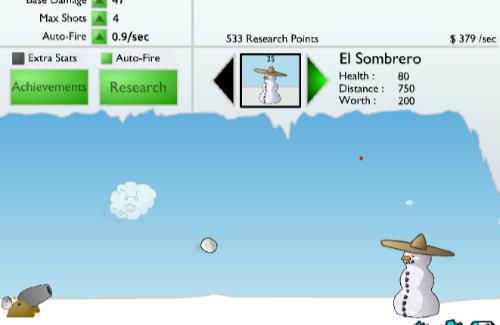 Base Damage 47
Max Shots 4
Auto-Fire 0.9/sec
533 Research Points
$ 379 /sec
Extra Stats
Auto-Fire
Achievements
Research
35
El Sombrero
Health : 80
Distance : 750
Worth : 200